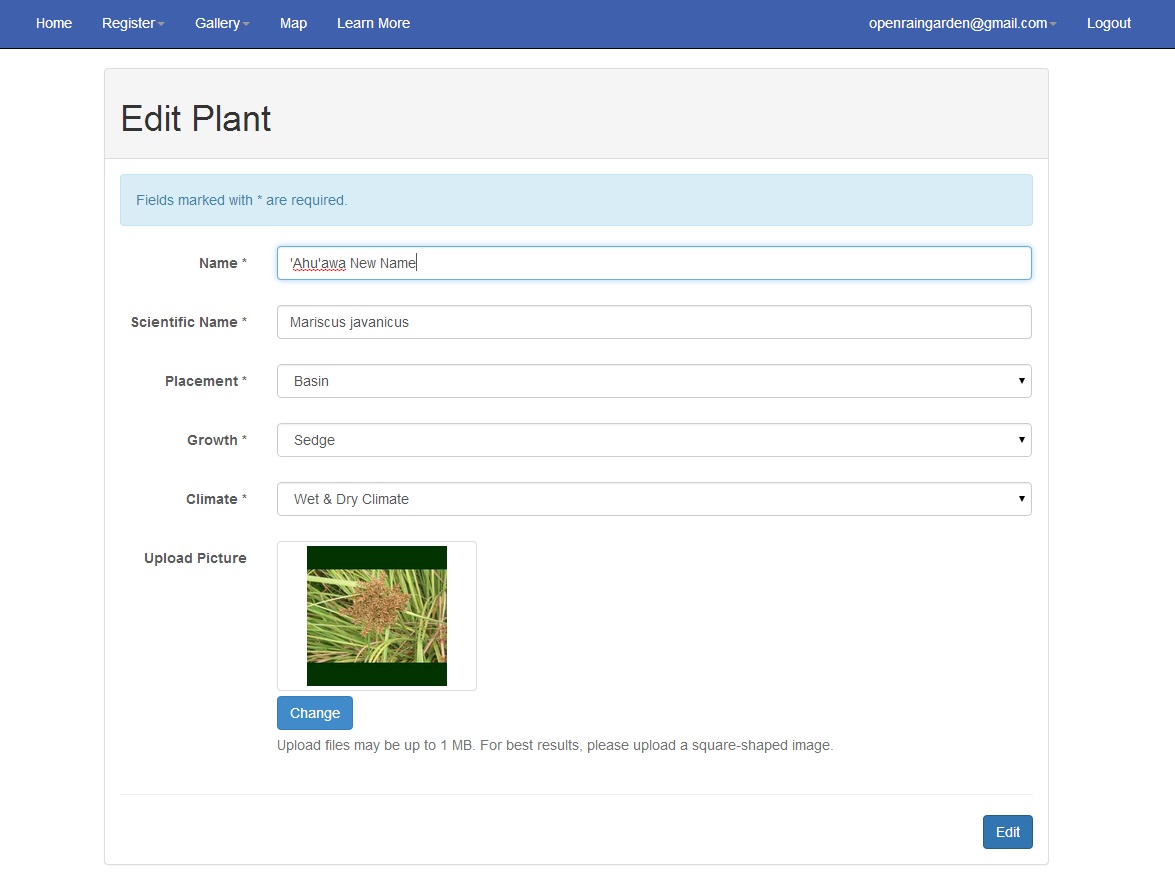 Home Register Gallery Map Learn More openraingarden@gmail.com Logout
Edit Plant
Fields marked with * are required.
Name * 'Ahu'awa New Name
Scientific Name * Mariscus javanicus
Placement * Basin
Growth * Sedge
Climate * Wet & Dry Climate
Upload Picture
Change
Upload files may be up to 1 MB. For best results, please upload a square-shaped image.
Edit